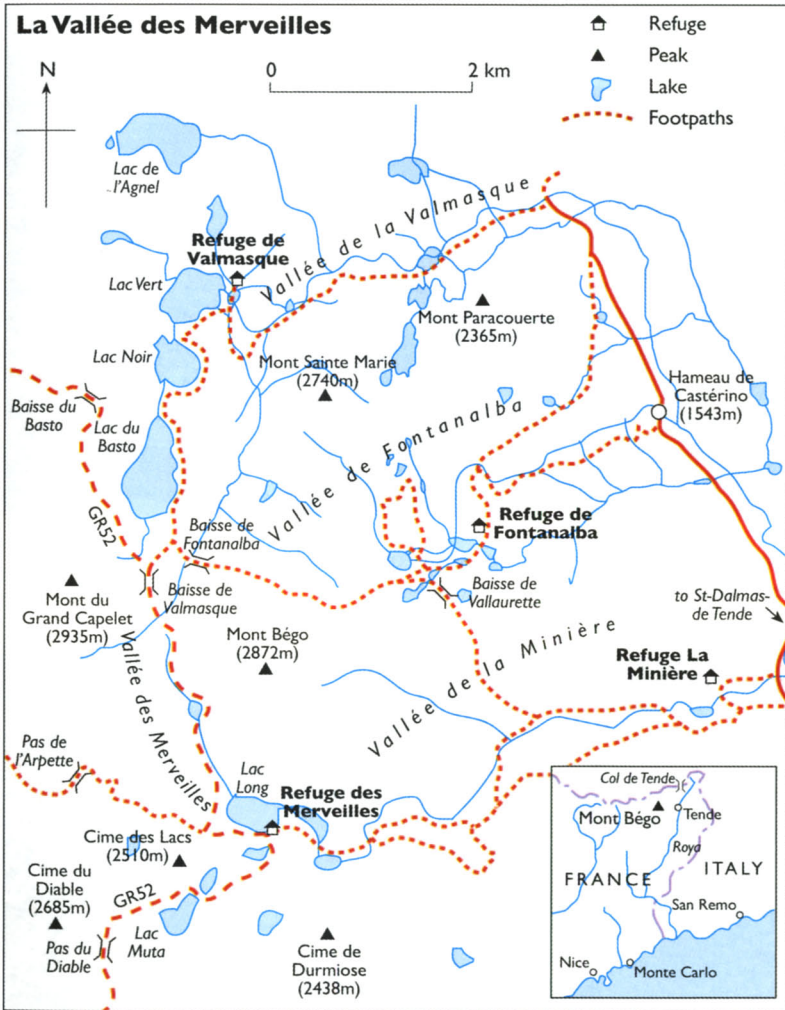 La Vallée des Merveilles
Refuge
Peak
Lake
Footpaths
N
0
2 km
Lac de
l'Agnel
Refuge de
Valmasque
Vallée de la Valmasque
Lac Vert
Mont Paracouerte
(2365m)
Lac Noir
Mont Sainte Marie
(2740m)
Hameau de
Castérino
(1543m)
Baisse du
Basto
Lac du
Basto
Vallée de Fontanalba
GR52
Refuge de
Fontanalba
Baisse de
Fontanalba
Baisse de
Valmasque
Baisse de
Vallaurette
Mont du
Grand Capelet
(2935m)
to St-Dalmas-
de Tende
Mont Bégo
(2872m)
Vallée de la Minière
Refuge La
Minière
Vallée des Merveilles
Pas de
l'Arpette
Lac
Long
Refuge des
Merveilles
Cime des Lacs
(2510m)
Cime du
Diable
(2685m)
GR52
Lac
Muta
Pas du
Diable
Cime de
Durmiose
(2438m)
Col de Tende
Mont Bégo
Tende
Roya
FRANCE
ITALY
San Remo
Nice
Monte Carlo